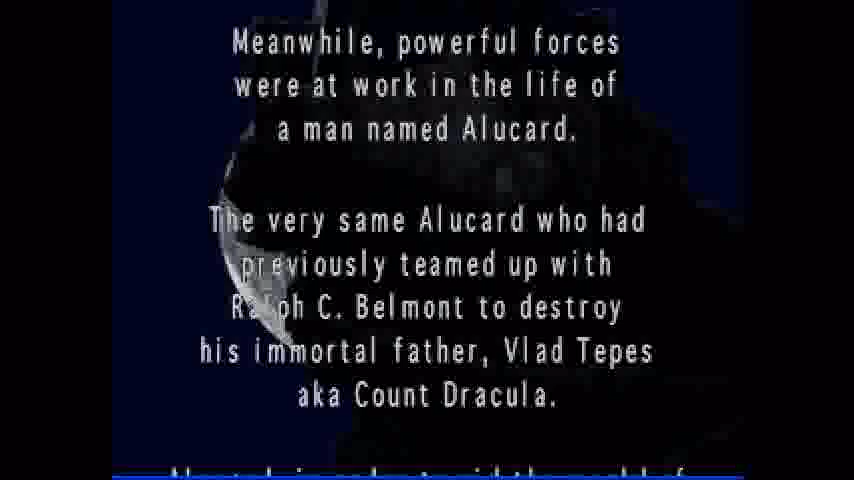 Meanwhile, powerful forces
were at work in the life of
a man named Alucard.
The very same Alucard who had
previously teamed up with
Ralph C. Belmont to destroy
his immortal father, Vlad Tepes
aka Count Dracula.